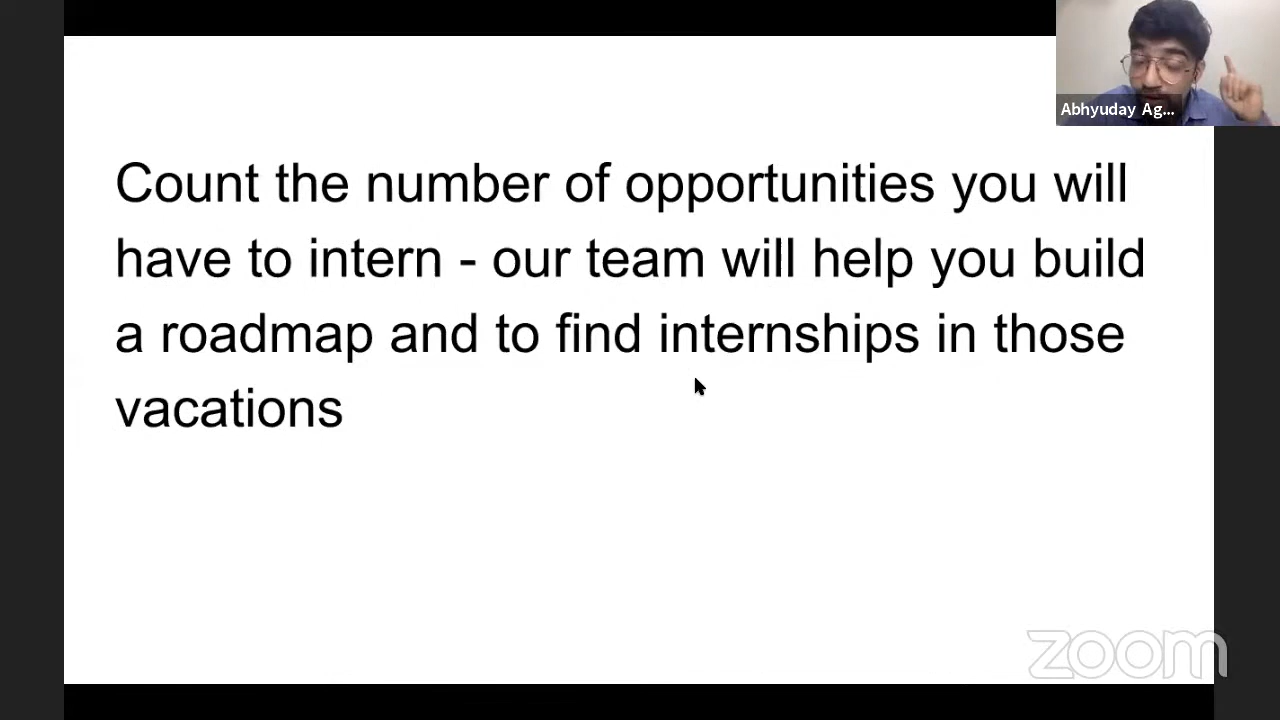 Abhyuday Ag...
Count the number of opportunities you will
have to intern - our team will help you build
a roadmap and to find internships in those
vacations
zoom